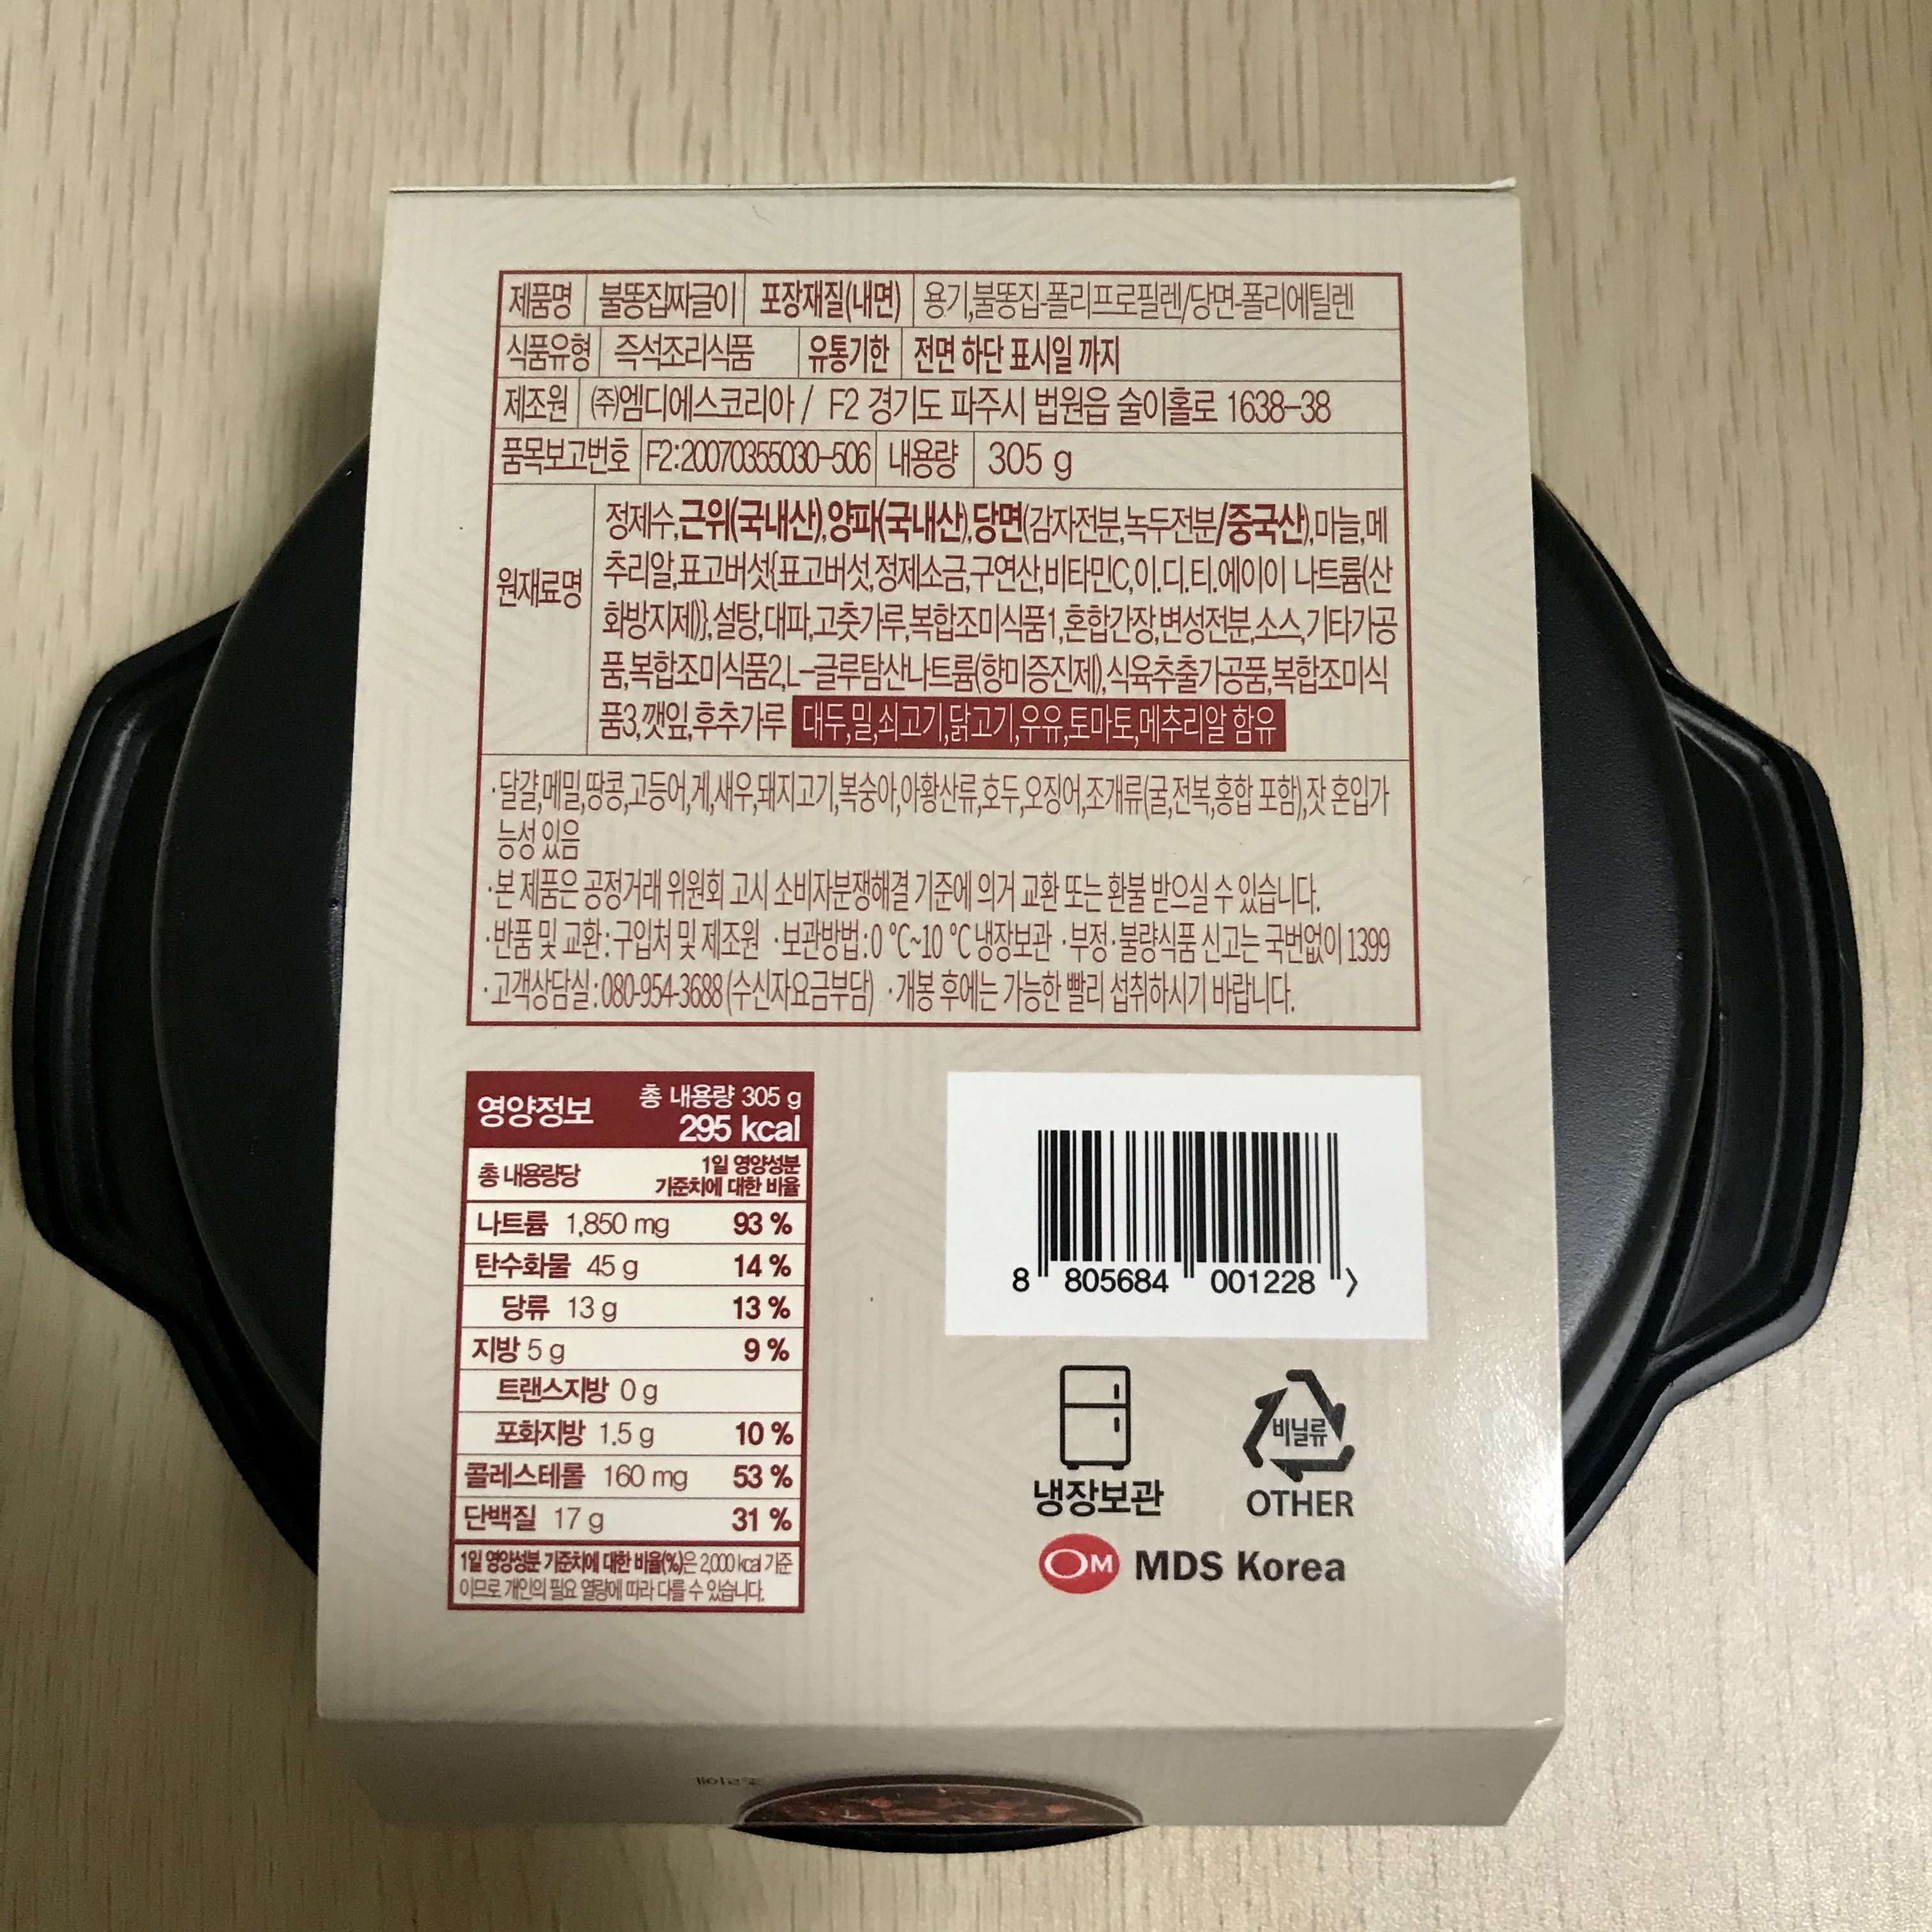 제품명 불똥집짜글이 포장재질(내면) 용기,불똥집-폴리프로필렌/당면-폴리에틸렌
식품유형 즉석조리식품 유통기한 전면 하단 표시일 까지
제조원 (주)엠디에스코리아 / F2 경기도 파주시 법원읍 술이홀로 1638-38
품목보고번호 F2:20070355030-506 내용량 305 g
원재료명
정제수,근위(국내산),양파(국내산),당면(감자전분,녹두전분/중국산),마늘,메
추리알,표고버섯{표고버섯,정제소금,구연산,비타민C,이.디.티.에이이 나트륨(산
화방지제)},설탕,대파,고춧가루,복합조미식품1,혼합간장,변성전분,소스,기타가공
품,복합조미식품2,L-글루탐산나트륨(향미증진제),식육추출가공품,복합조미식
품3,깻잎,후추가루 대두,밀,쇠고기,닭고기,우유,토마토,메추리알 함유
·달걀,메밀,땅콩,고등어,게,새우,돼지고기,복숭아,아황산류,호두,오징어,조개류(굴,전복,홍합 포함),잣 혼입가
능성 있음
·본 제품은 공정거래 위원회 고시 소비자분쟁해결 기준에 의거 교환 또는 환불 받으실 수 있습니다.
·반품 및 교환:구입처 및 제조원 ·보관방법:0 ℃~10 ℃ 냉장보관 ·부정·불량식품 신고는 국번없이 1399
·고객상담실:080-954-3688(수신자요금부담) ·개봉 후에는 가능한 빨리 섭취하시기 바랍니다.
영양정보 총 내용량 305 g
295 kcal
총 내용량당 1일 영양성분
기준치에 대한 비율
나트륨 1,850 mg 93 %
탄수화물 45 g 14 %
당류 13 g 13 %
지방 5 g 9 %
트랜스지방 0 g
포화지방 1.5 g 10 %
콜레스테롤 160 mg 53 %
단백질 17 g 31 %
1일 영양성분 기준치에 대한 비율(%)은 2,000 kcal 기준
이므로 개인의 필요 열량에 따라 다를 수 있습니다.
8 805684 001228 >
냉장보관
비닐류
OTHER
OM MDS Korea